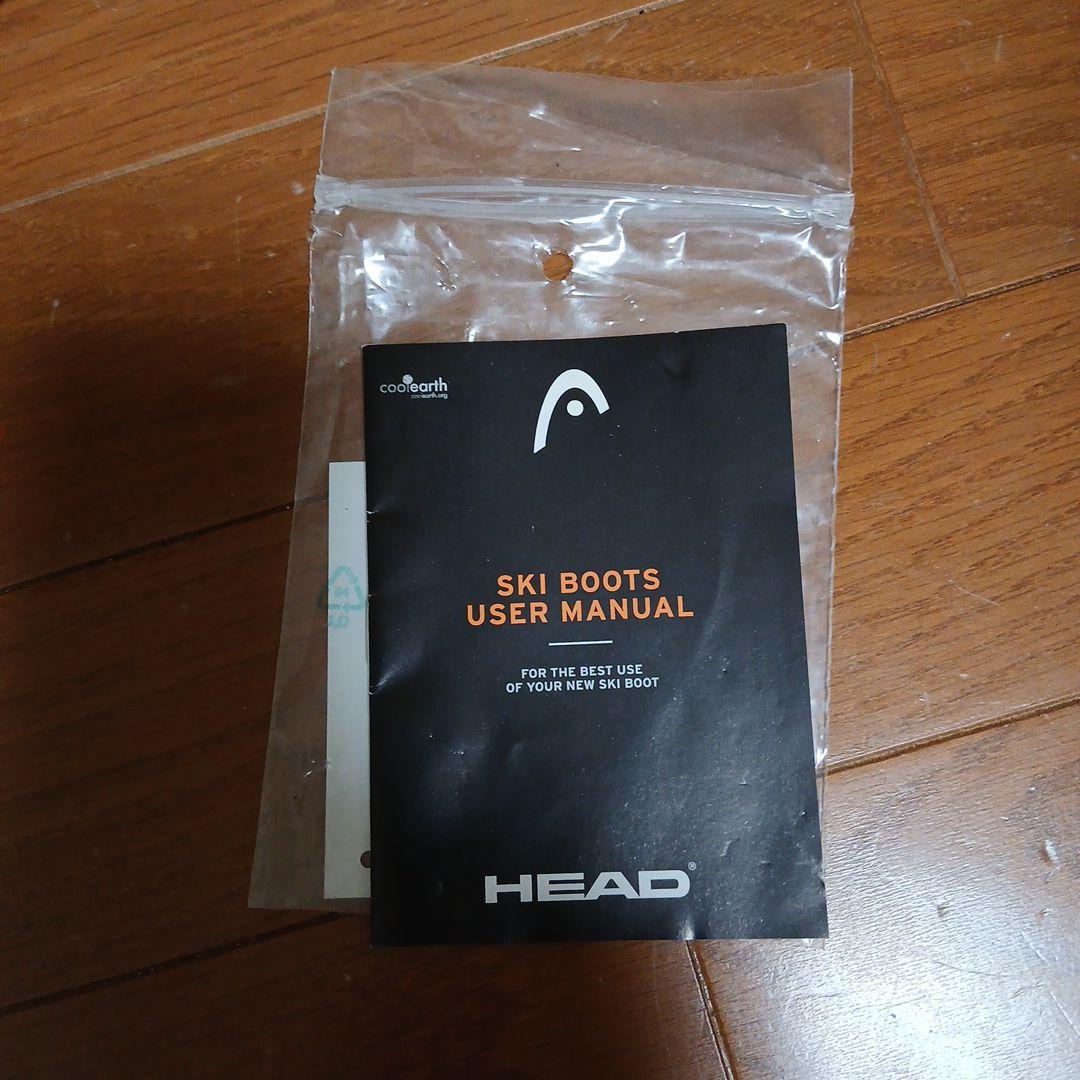 coolearth
coolearth.org
SKI BOOTS
USER MANUAL
FOR THE BEST USE
OF YOUR NEW SKI BOOT
HEAD®